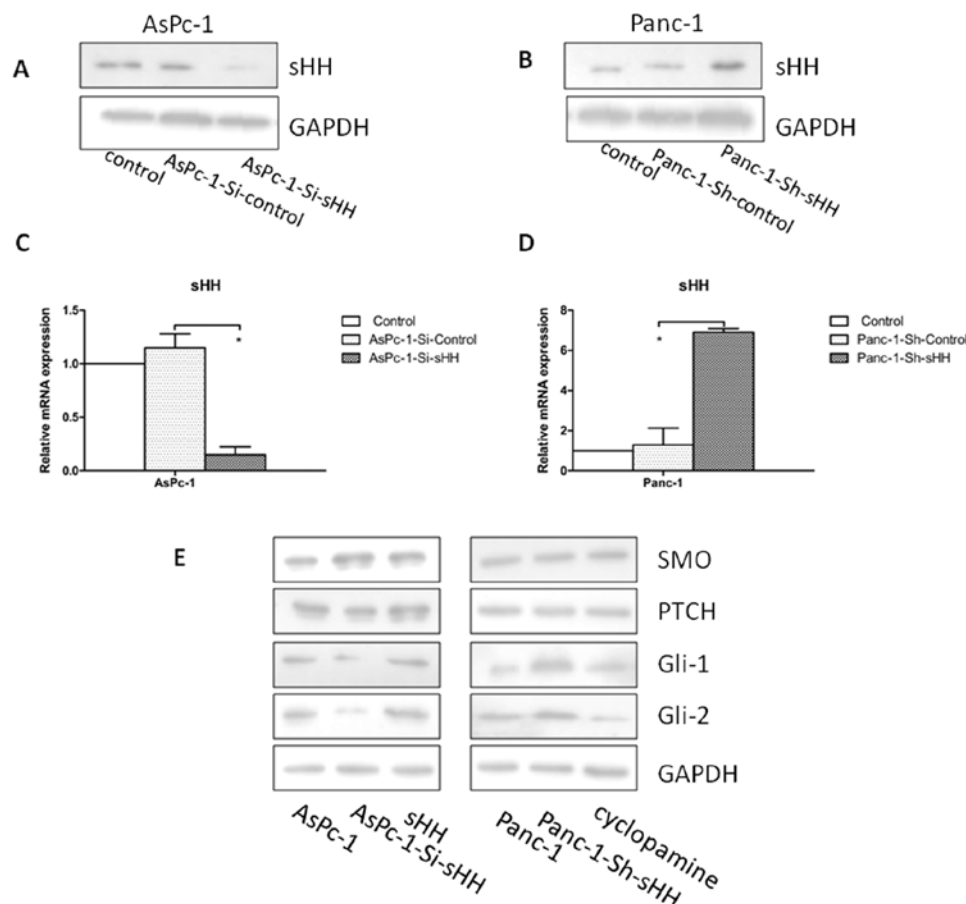 AsPc-1
A
sHH
GAPDH
control
AsPc-1-Si-control
AsPc-1-Si-sHH
Panc-1
B
sHH
GAPDH
control
Panc-1-Sh-control
Panc-1-Sh-sHH
C
sHH
Relative mRNA expression
1.5
1.0
0.5
0.0
*
AsPc-1
Control
AsPc-1-Si-Control
AsPc-1-Si-sHH
D
sHH
Relative mRNA expression
8
6
4
2
0
*
Panc-1
Control
Panc-1-Sh-Control
Panc-1-Sh-sHH
E
SMO
PTCH
Gli-1
Gli-2
GAPDH
AsPc-1
AsPc-1-Si-sHH
sHH
Panc-1
Panc-1-Sh-sHH
cyclopamine